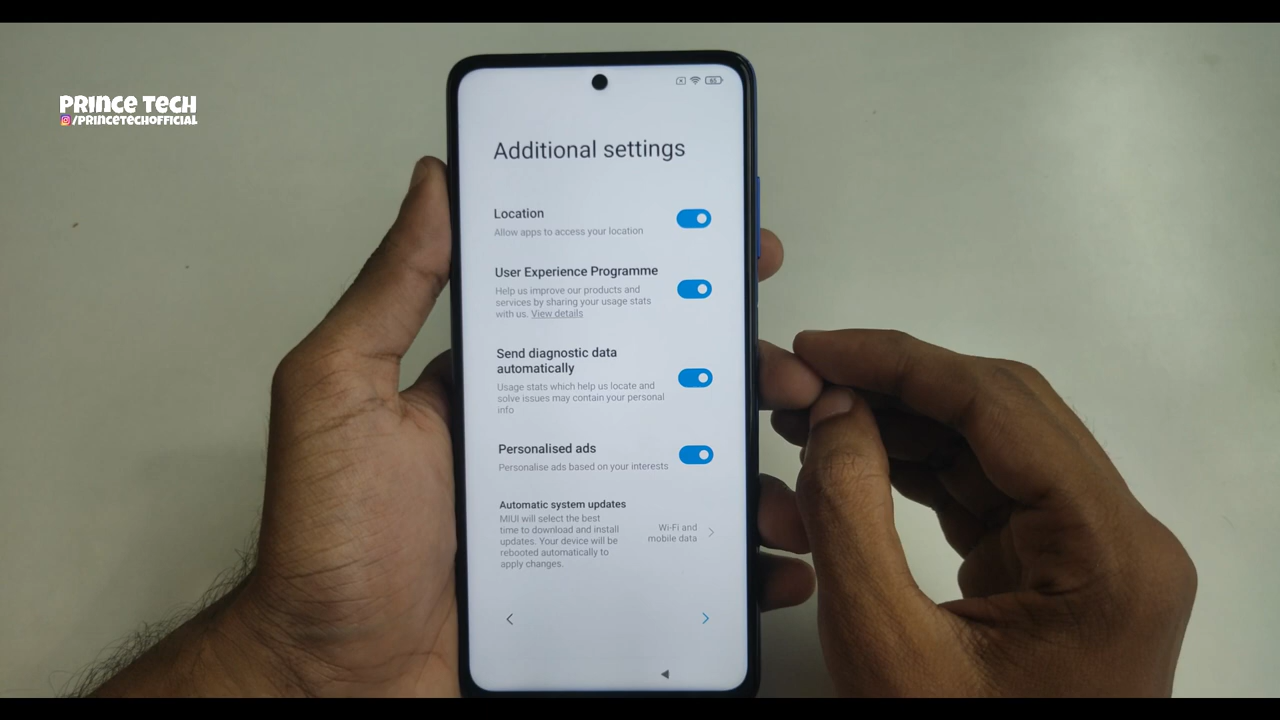 PRINCE TECH
/PRINCETECHOFFICIAL
65
Additional settings
Location
Allow apps to access your location
User Experience Programme
Help us improve our products and
services by sharing your usage stats
with us. View details
Send diagnostic data
automatically
Usage stats which help us locate and
solve issues may contain your personal
info
Personalised ads
Personalise ads based on your interests
Automatic system updates
MIUI will select the best
time to download and install
updates. Your device will be
rebooted automatically to
apply changes.
Wi-Fi and
mobile data